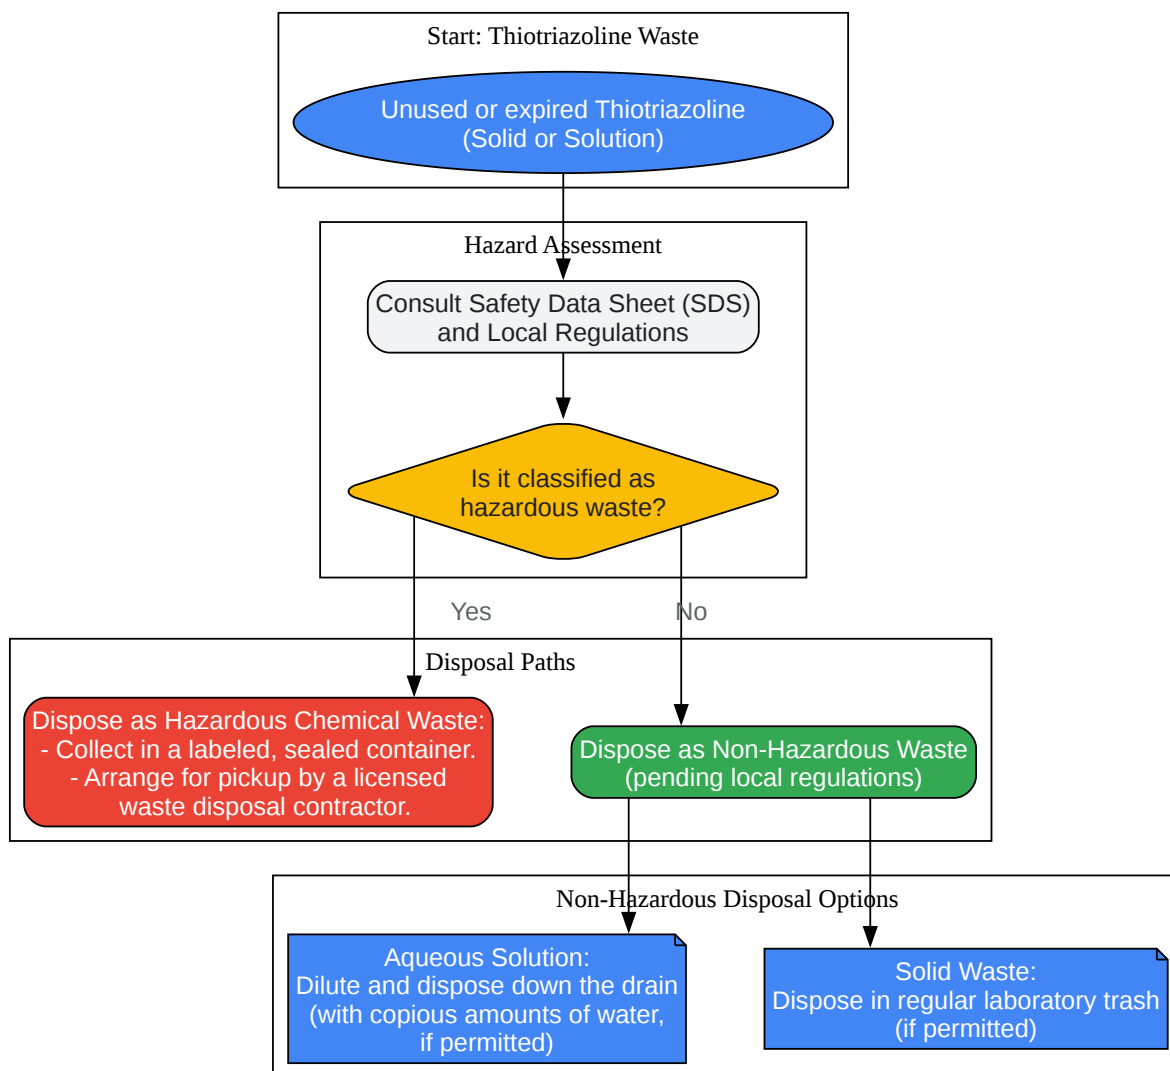 Start: Thiotriazoline Waste
Unused or expired Thiotriazoline
(Solid or Solution)
Hazard Assessment
Consult Safety Data Sheet (SDS)
and Local Regulations
Is it classified as
hazardous waste?
Yes
No
Disposal Paths
Dispose as Hazardous Chemical Waste:
- Collect in a labeled, sealed container.
- Arrange for pickup by a licensed
waste disposal contractor.
Dispose as Non-Hazardous Waste
(pending local regulations)
Non-Hazardous Disposal Options
Aqueous Solution:
Dilute and dispose down the drain
(with copious amounts of water,
if permitted)
Solid Waste:
Dispose in regular laboratory trash
(if permitted)